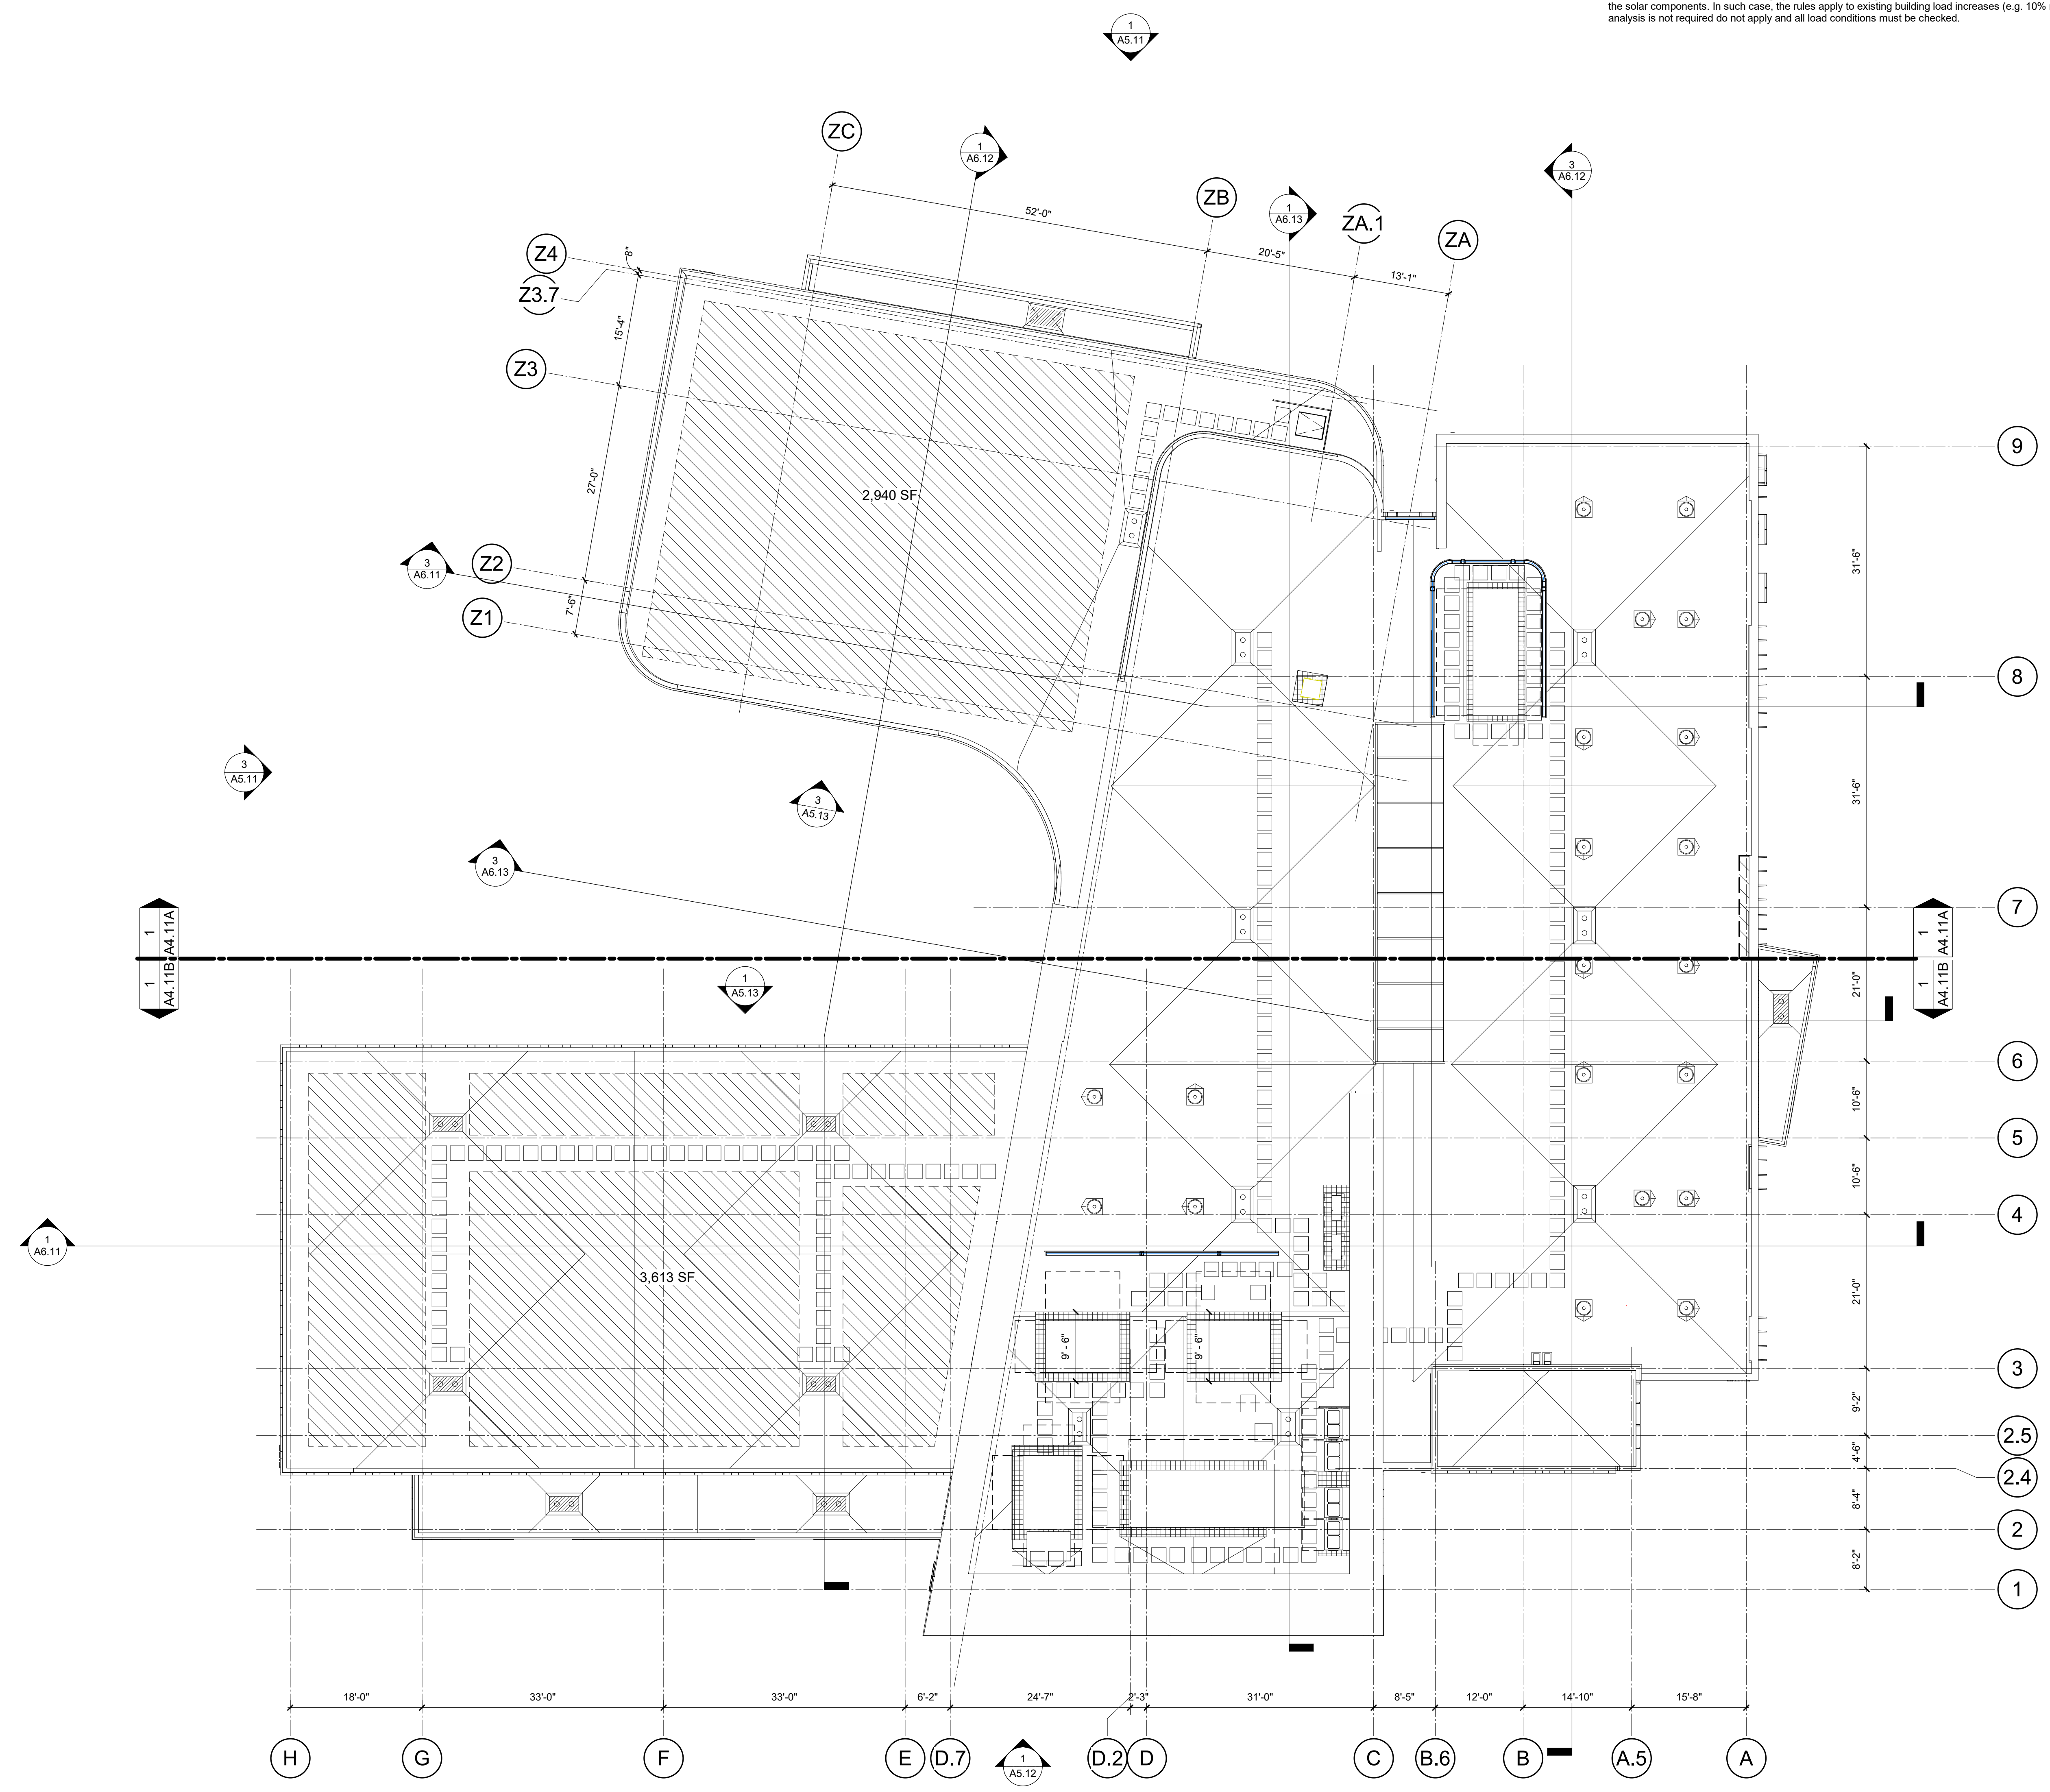 the solar components. In such case, the rules apply to existing building load increases (e.g. 10%
analysis is not required do not apply and all load conditions must be checked.
1
A5.11
ZC
1
A6.12
3
A6.12
ZB
1
A6.13
ZA.1
ZA
52'-0"
20'-5"
13'-1"
Z4
8"
Z3.7
15'-4"
Z3
9
2,940 SF
27'-0"
31'-6"
3
A6.11
Z2
Z1
7'-6"
8
3
A5.11
3
A5.13
31'-6"
3
A6.13
7
1
A4.11A
1
A4.11B
1
A4.11A
1
A4.11B
1
A5.13
21'-0"
6
10'-6"
5
10'-6"
4
1
A6.11
3,613 SF
21'-0"
9' - 6"
9' - 6"
3
9'-2"
2.5
4'-6"
2.4
8'-4"
2
8'-2"
1
18'-0"
33'-0"
33'-0"
6'-2"
24'-7"
2'-3"
31'-0"
8'-5"
12'-0"
14'-10"
15'-8"
H
G
F
E
D.7
D.2
D
C
B.6
B
A.5
A
1
A5.12